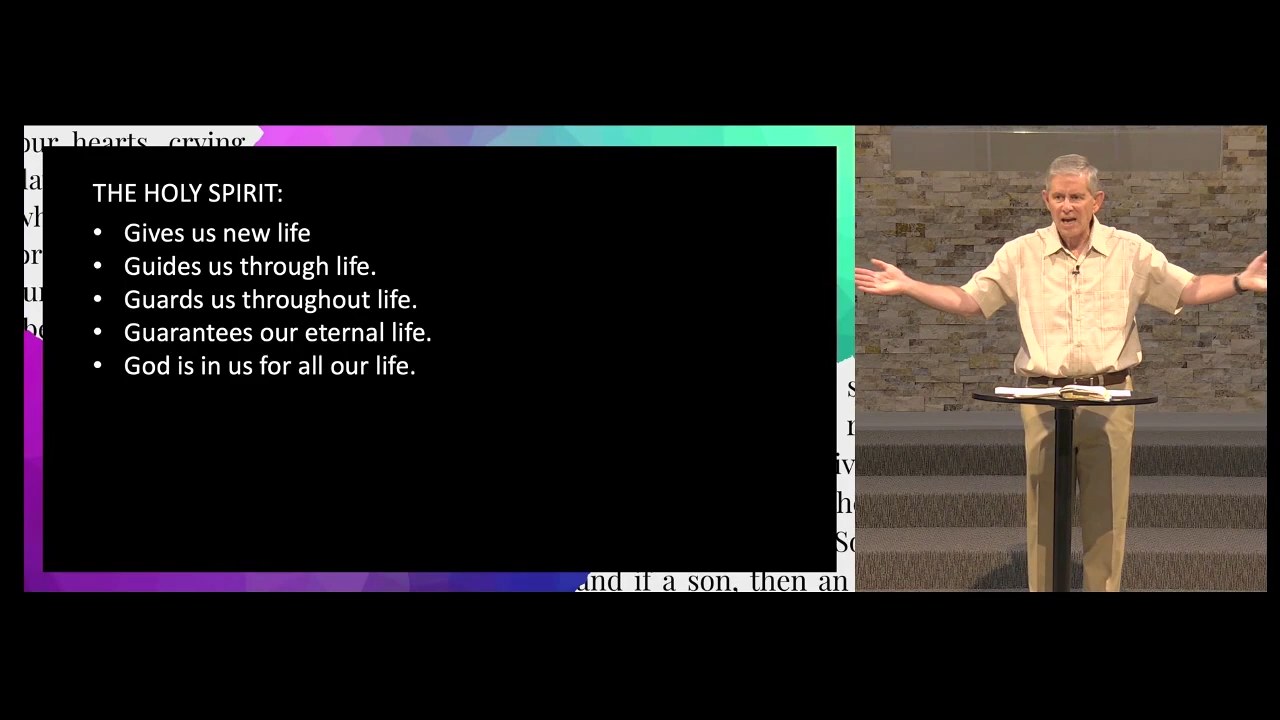 our hearts, crying
THE HOLY SPIRIT:
• Gives us new life
• Guides us through life.
• Guards us throughout life.
• Guarantees our eternal life.
• God is in us for all our life.
and if a son, then an